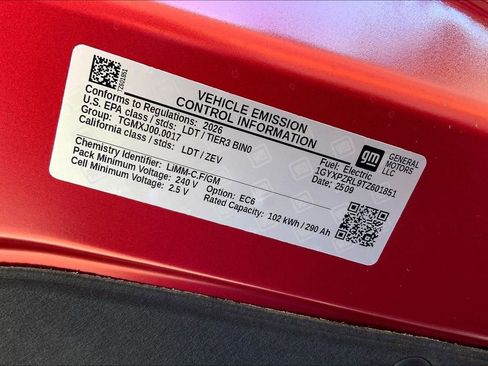 13510921
VEHICLE EMISSION
CONTROL INFORMATION
Conforms to Regulations: 2026
U.S. EPA class / stds: LDT / TIER3 BIN0
Group: TGMXJ00.0017
California class / stds: LDT / ZEV
Chemistry Identifier: LiMM-C.F/GM
Pack Minimum Voltage: 240 V
Cell Minimum Voltage: 2.5 V
Option: EC6
Rated Capacity: 102 kWh / 290 Ah
gm
GENERAL
MOTORS
LLC
Fuel: Electric
1GYXPZRL9TZ601851
Date: 2509